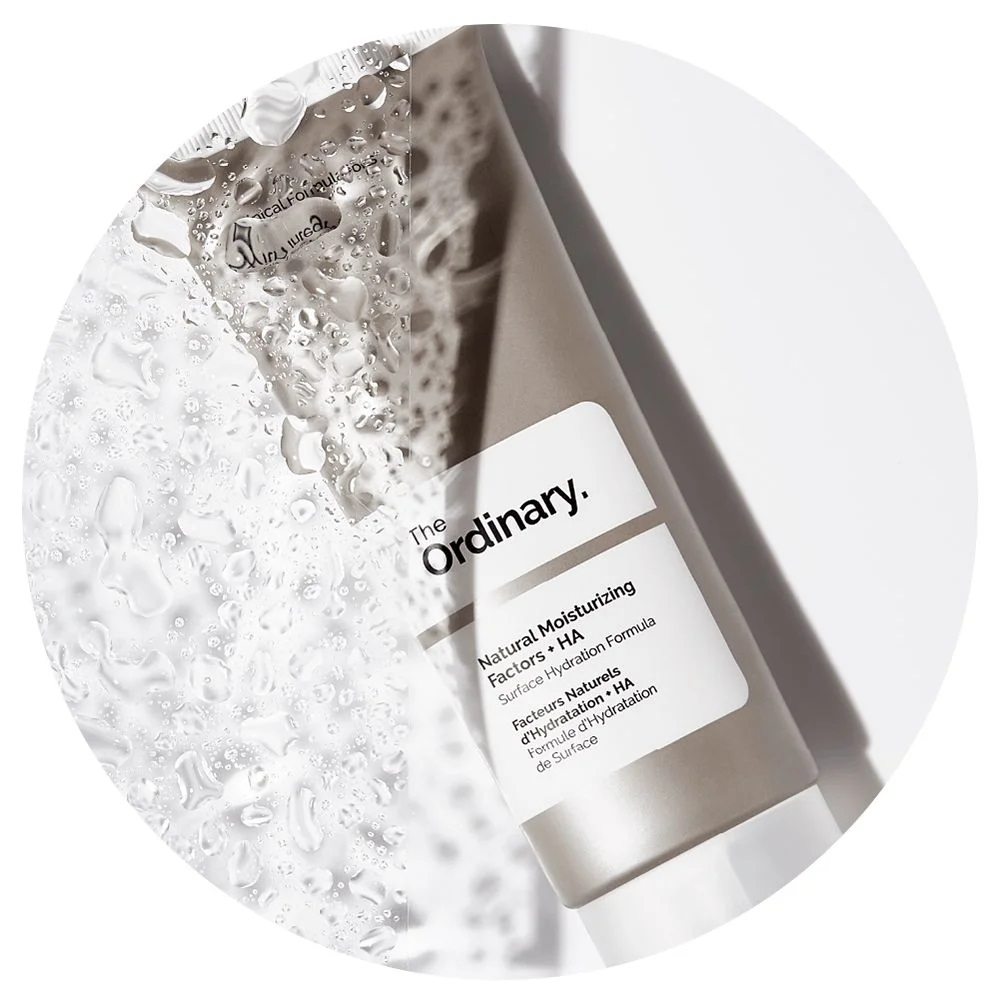 The
Ordinary.
Natural Moisturizing
Factors + HA
Surface Hydration Formula
Facteurs Naturels
d'Hydratation + HA
Formule d'Hydratation
de Surface